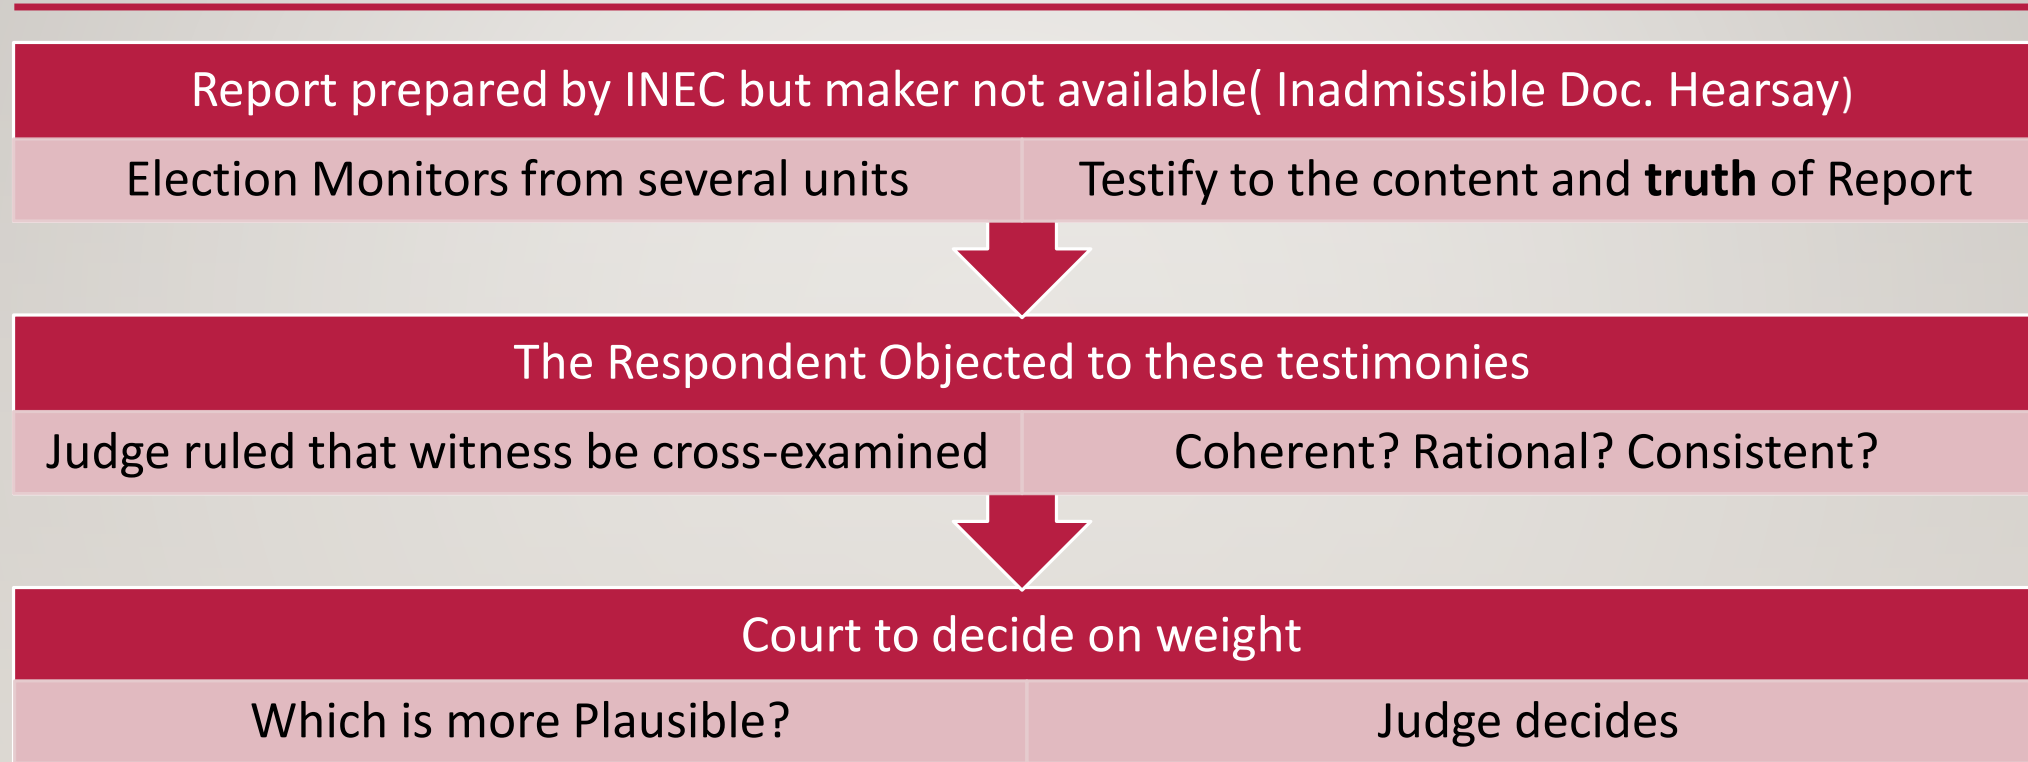 Report prepared by INEC but maker not available( Inadmissible Doc. Hearsay)
Election Monitors from several units
Testify to the content and truth of Report
The Respondent Objected to these testimonies
Judge ruled that witness be cross-examined
Coherent? Rational? Consistent?
Court to decide on weight
Which is more Plausible?
Judge decides